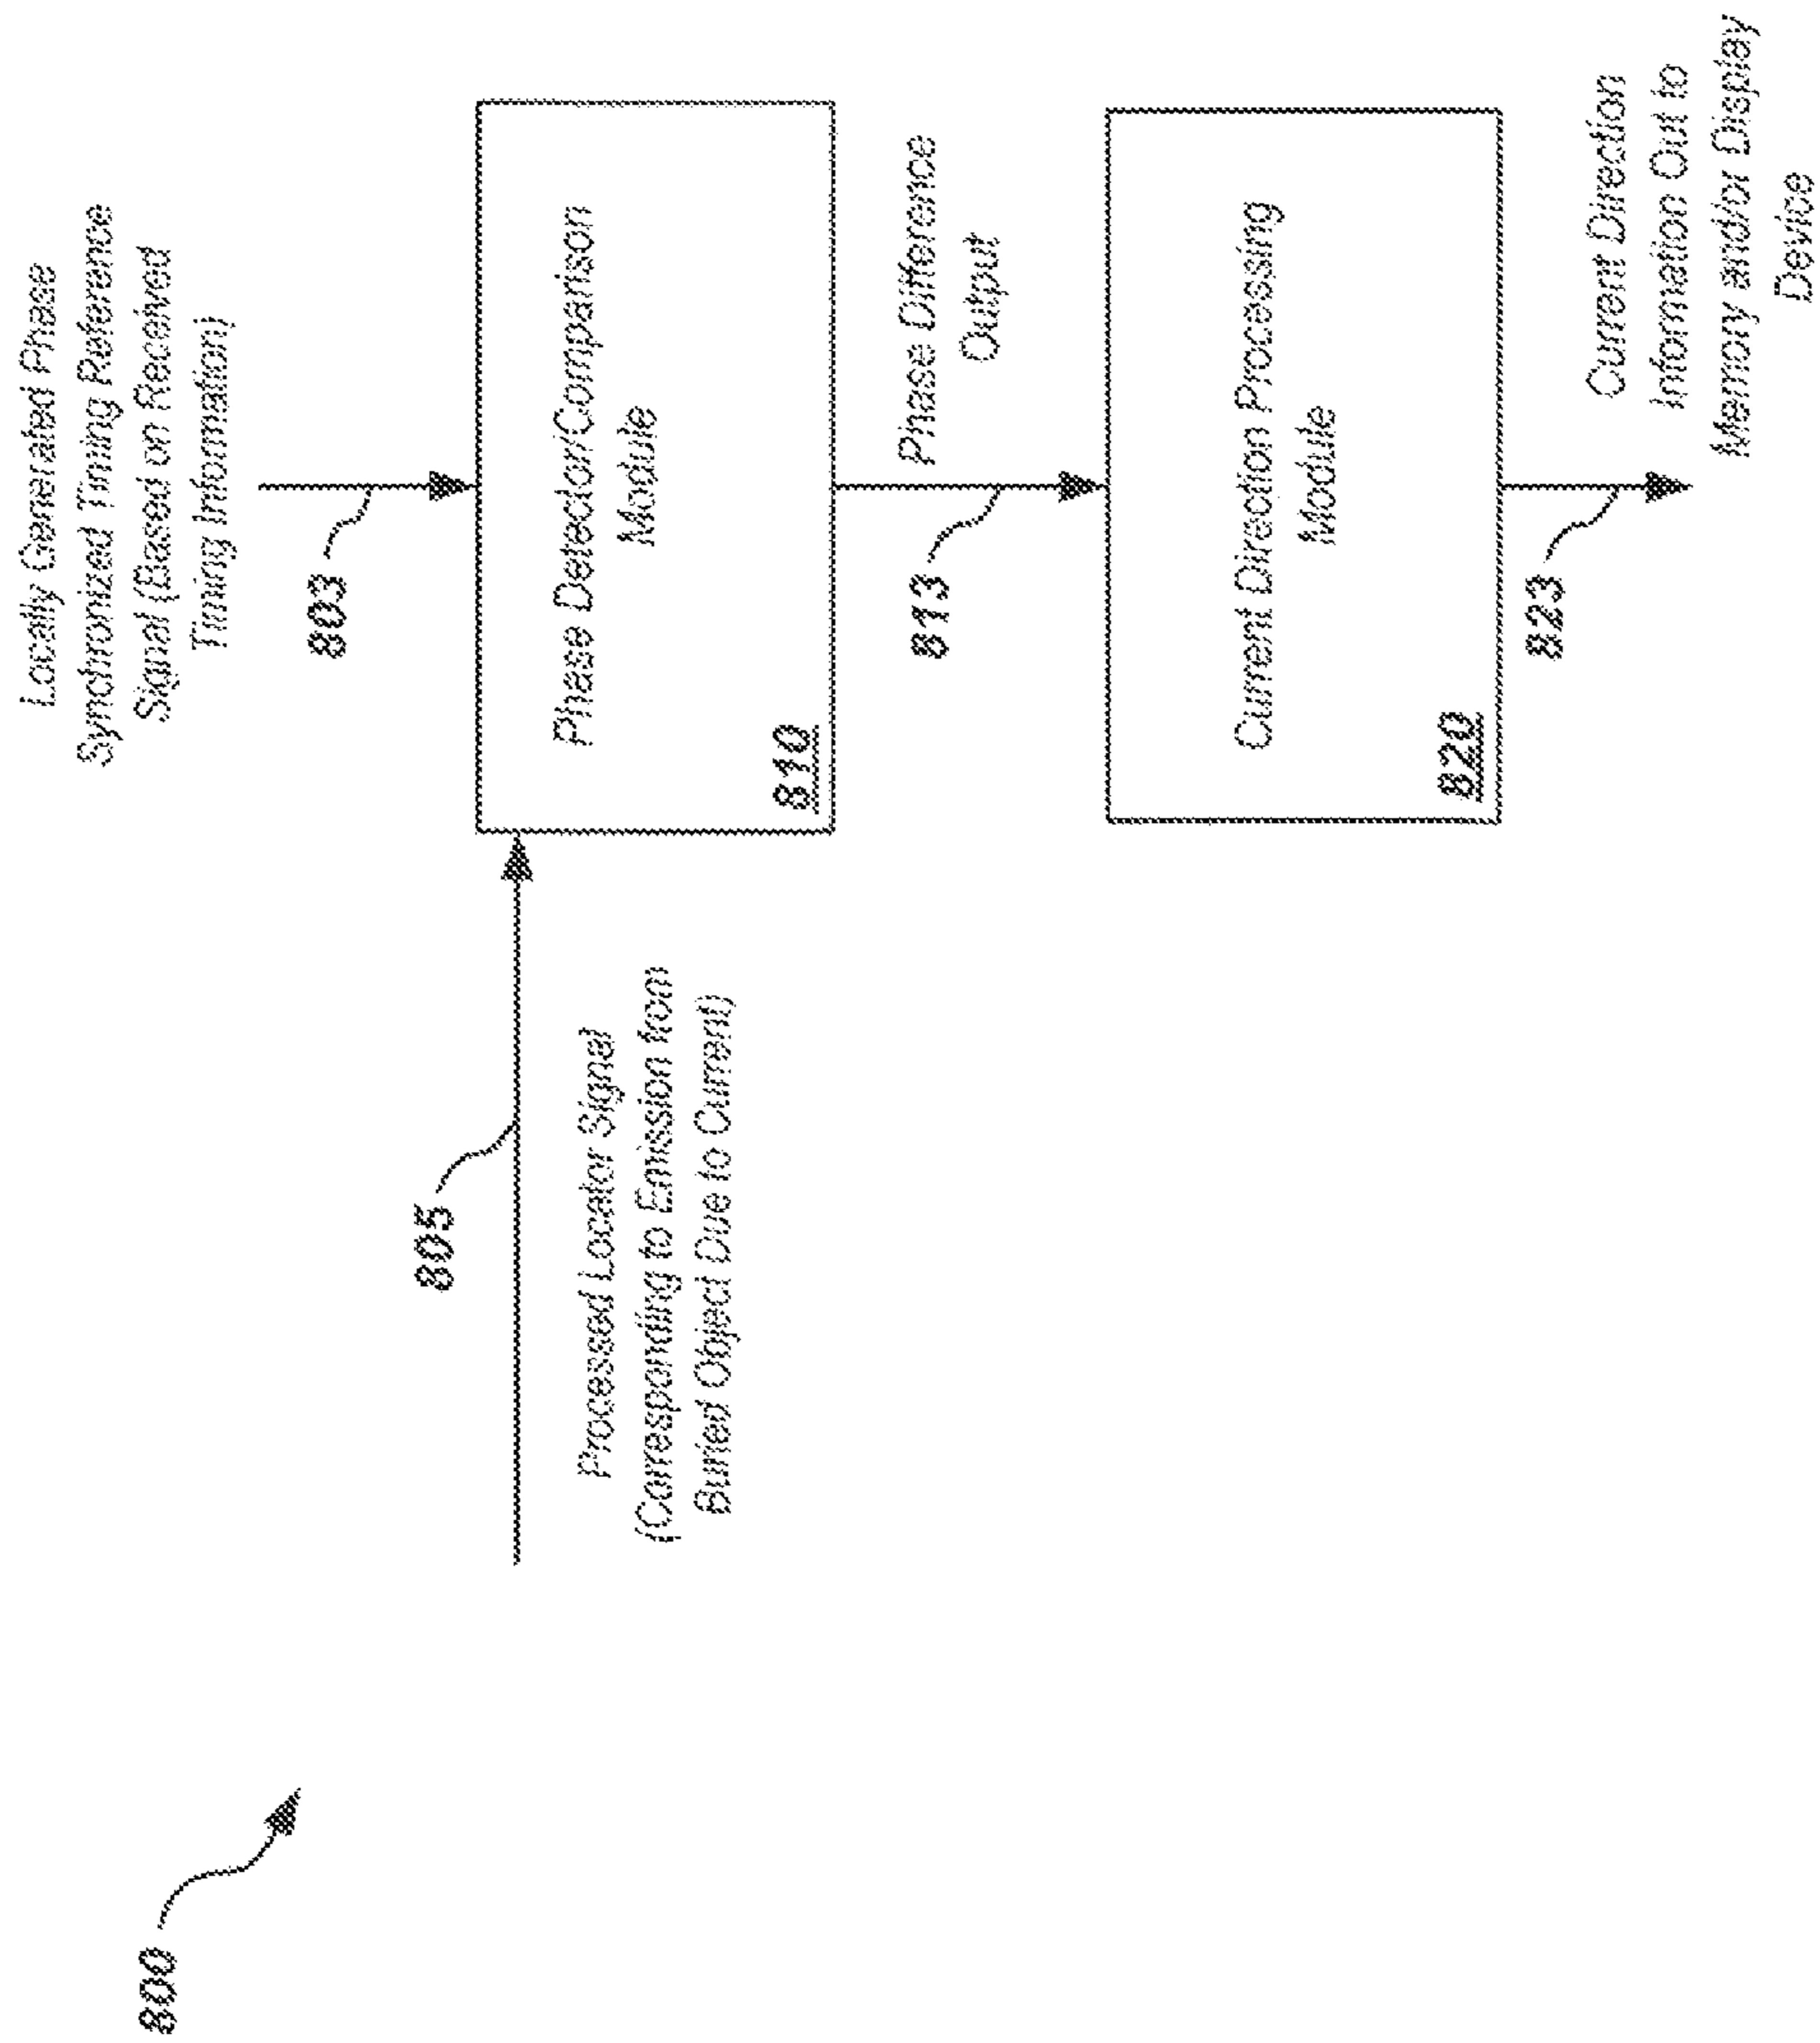 800
805
Processed Locator Signal
(Corresponding to Emission from
Buried Object Due to Current)
Locally Generated Phase
Synchronized Timing Reference
Signal (Based on Received
Timing Information)
803
Phase Detector/Comparison
Module
810
813
Phase Difference
Output
Current Direction Processing
Module
820
823
Current Direction
Information Out to
Memory and/or Display
Device